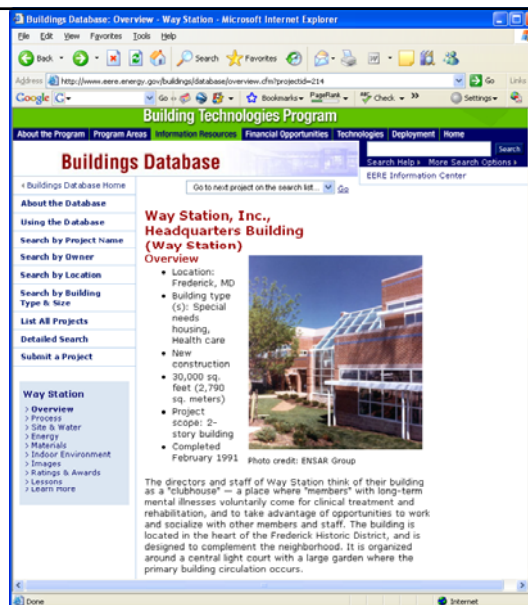 Buildings Database: Overview - Way Station - Microsoft Internet Explorer
File Edit View Favorites Tools Help
Back Search Favorites
Address http://www.eere.energy.gov/buildings/database/overview.cfm?projectid=214 Go Links
Google G Go Bookmarks PageRank Check Settings
Building Technologies Program
About the Program Program Areas Information Resources Financial Opportunities Technologies Deployment Home
Buildings Database
Search
Search Help More Search Options
EERE Information Center
Buildings Database Home
Go to next project on the search list... Go
About the Database
Using the Database
Search by Project Name
Search by Owner
Search by Location
Search by Building
Type & Size
List All Projects
Detailed Search
Submit a Project
Way Station
> Overview
> Process
> Site & Water
> Energy
> Materials
> Indoor Environment
> Images
> Ratings & Awards
> Lessons
> Learn more
Way Station, Inc.,
Headquarters Building
(Way Station)
Overview
• Location:
Frederick, MD
• Building type
(s): Special
needs
housing,
Health care
• New
construction
• 30,000 sq.
feet (2,790
sq. meters)
• Project
scope: 2-
story building
• Completed
February 1991
Photo credit: ENSAR Group
The directors and staff of Way Station think of their building
as a "clubhouse" — a place where "members" with long-term
mental illnesses voluntarily come for clinical treatment and
rehabilitation, and to take advantage of opportunities to work
and socialize with other members and staff. The building is
located in the heart of the Frederick Historic District, and is
designed to complement the neighborhood. It is organized
around a central light court with a large garden where the
primary building circulation occurs.
Done Internet